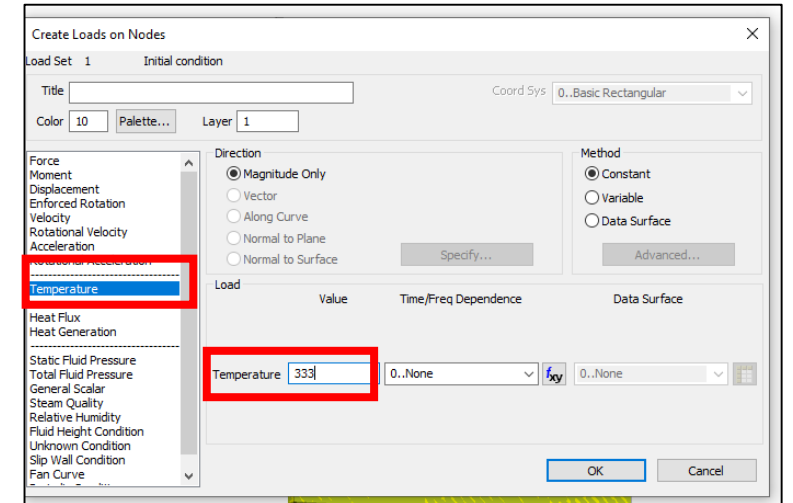 Create Loads on Nodes
Load Set 1 Initial condition
Title
Coord Sys 0..Basic Rectangular
Color 10 Palette... Layer 1
Force
Moment
Displacement
Enforced Rotation
Velocity
Rotational Velocity
Acceleration
Rotational Acceleration
Temperature
Heat Flux
Heat Generation
Static Fluid Pressure
Total Fluid Pressure
General Scalar
Steam Quality
Relative Humidity
Fluid Height Condition
Unknown Condition
Slip Wall Condition
Fan Curve
Direction
Magnitude Only
Vector
Along Curve
Normal to Plane
Normal to Surface
Specify...
Method
Constant
Variable
Data Surface
Advanced...
Load
Value Time/Freq Dependence Data Surface
Temperature 333 0..None fxy 0..None
OK Cancel